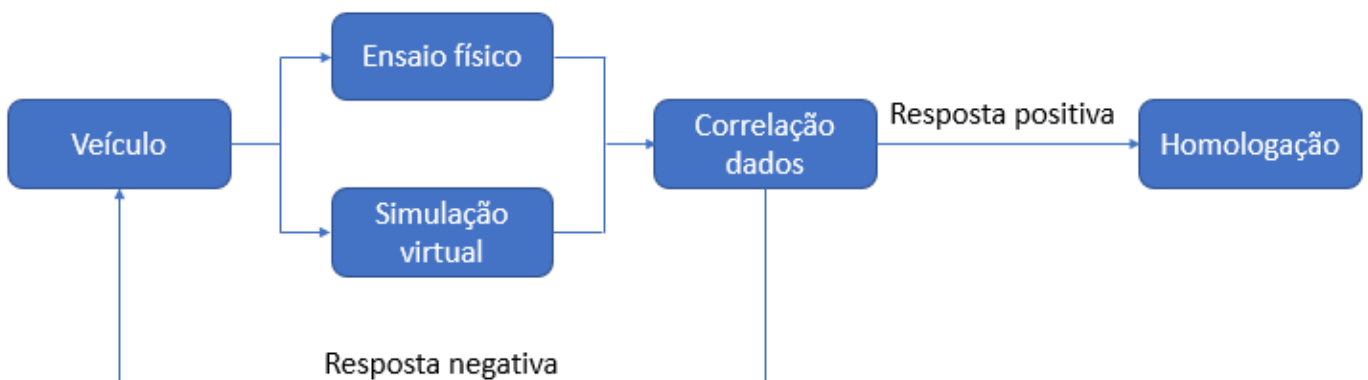 Ensaio físico
Veículo
Correlação
dados
Resposta positiva
Homologação
Simulação
virtual
Resposta negativa